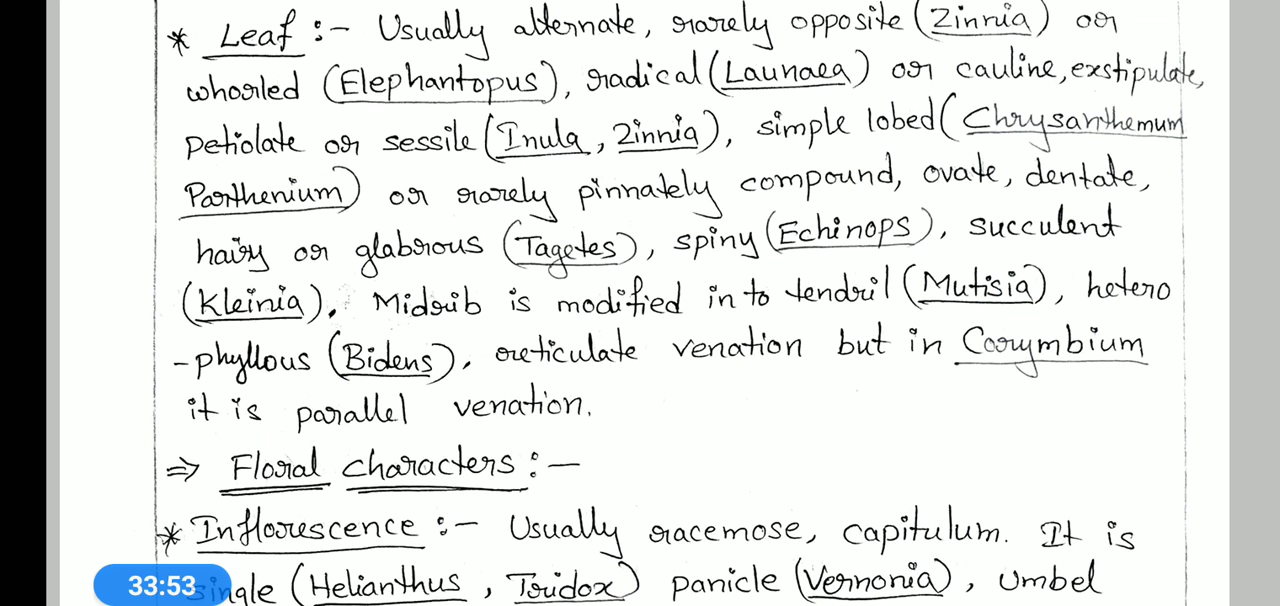 * Leaf :- Usually alternate, rarely opposite (Zinnia) or
whorled (Elephantopus), radical (Launaea) or cauline, exstipulate,
petiolate or sessile (Inula, Zinnia), simple lobed (Chrysanthemum
Parthenium) or rarely pinnately compound, ovate, dentate,
hairy or glabrous (Tagetes), spiny (Echinops), succulent
(Kleinia). Midrib is modified in to tendril (Mutisia), hetero
-phyllous (Bidens), reticulate venation but in Corymbium
it is parallel venation.
⇒ Floral characters :-
* Inflorescence :- Usually racemose, capitulum. It is
single (Helianthus, Tridox) panicle (Vernonia), umbel
33:53